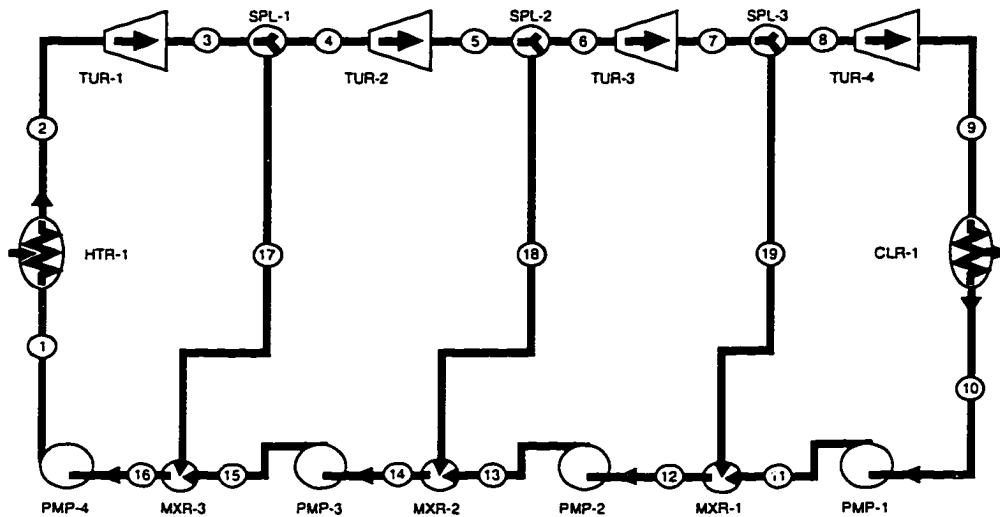 SPL-1 SPL-2 SPL-3
3 4 5 6 7 8
TUR-1 TUR-2 TUR-3 TUR-4
2 9
HTR-1 17 18 19 CLR-1
1 10
16 15 14 13 12 11
PMP-4 MXR-3 PMP-3 MXR-2 PMP-2 MXR-1 PMP-1